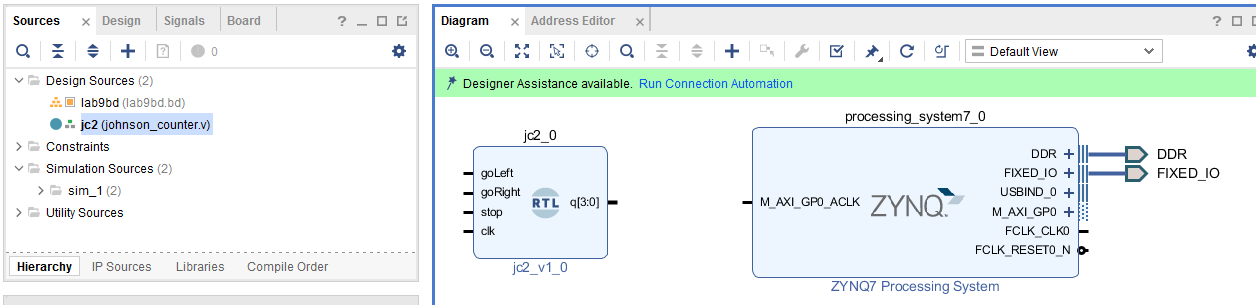 Sources
Design
Signals
Board
0
Design Sources (2)
lab9bd (lab9bd.bd)
jc2 (johnson_counter.v)
Constraints
Simulation Sources (2)
sim_1 (2)
Utility Sources
Hierarchy
IP Sources
Libraries
Compile Order
Diagram
Address Editor
Default View
Designer Assistance available. Run Connection Automation
jc2_0
goLeft
goRight
stop
clk
RTL
q[3:0]
jc2_v1_0
processing_system7_0
M_AXI_GP0_ACLK
ZYNQ
DDR
FIXED_IO
USBIND_0
M_AXI_GP0
FCLK_CLK0
FCLK_RESET0_N
ZYNQ7 Processing System
DDR
FIXED_IO